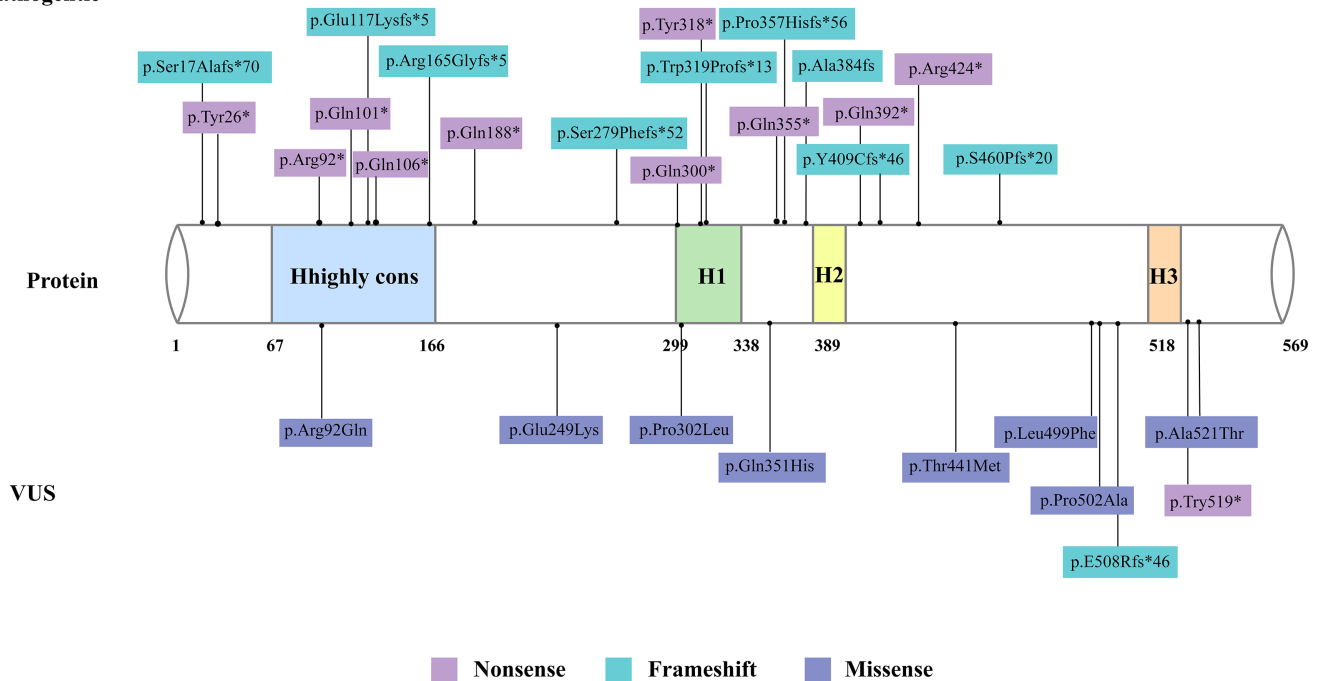 p.Glu117Lysfs*5
p.Tyr318*
p.Pro357Hisfs*56
p.Ser17Alafs*70
p.Arg165Glyfs*5
p.Trp319Profs*13
p.Ala384fs
p.Arg424*
p.Tyr26*
p.Gln101*
p.Gln188*
p.Ser279Phefs*52
p.Gln355*
p.Gln392*
p.Arg92*
p.Gln106*
p.Gln300*
p.Y409Cfs*46
p.S460Pfs*20
Protein
Hhighly cons
H1
H2
H3
1
67
166
299
338
389
518
569
p.Arg92Gln
p.Glu249Lys
p.Pro302Leu
p.Leu499Phe
p.Ala521Thr
p.Gln351His
p.Thr441Met
VUS
p.Pro502Ala
p.Try519*
p.E508Rfs*46
Nonsense
Frameshift
Missense